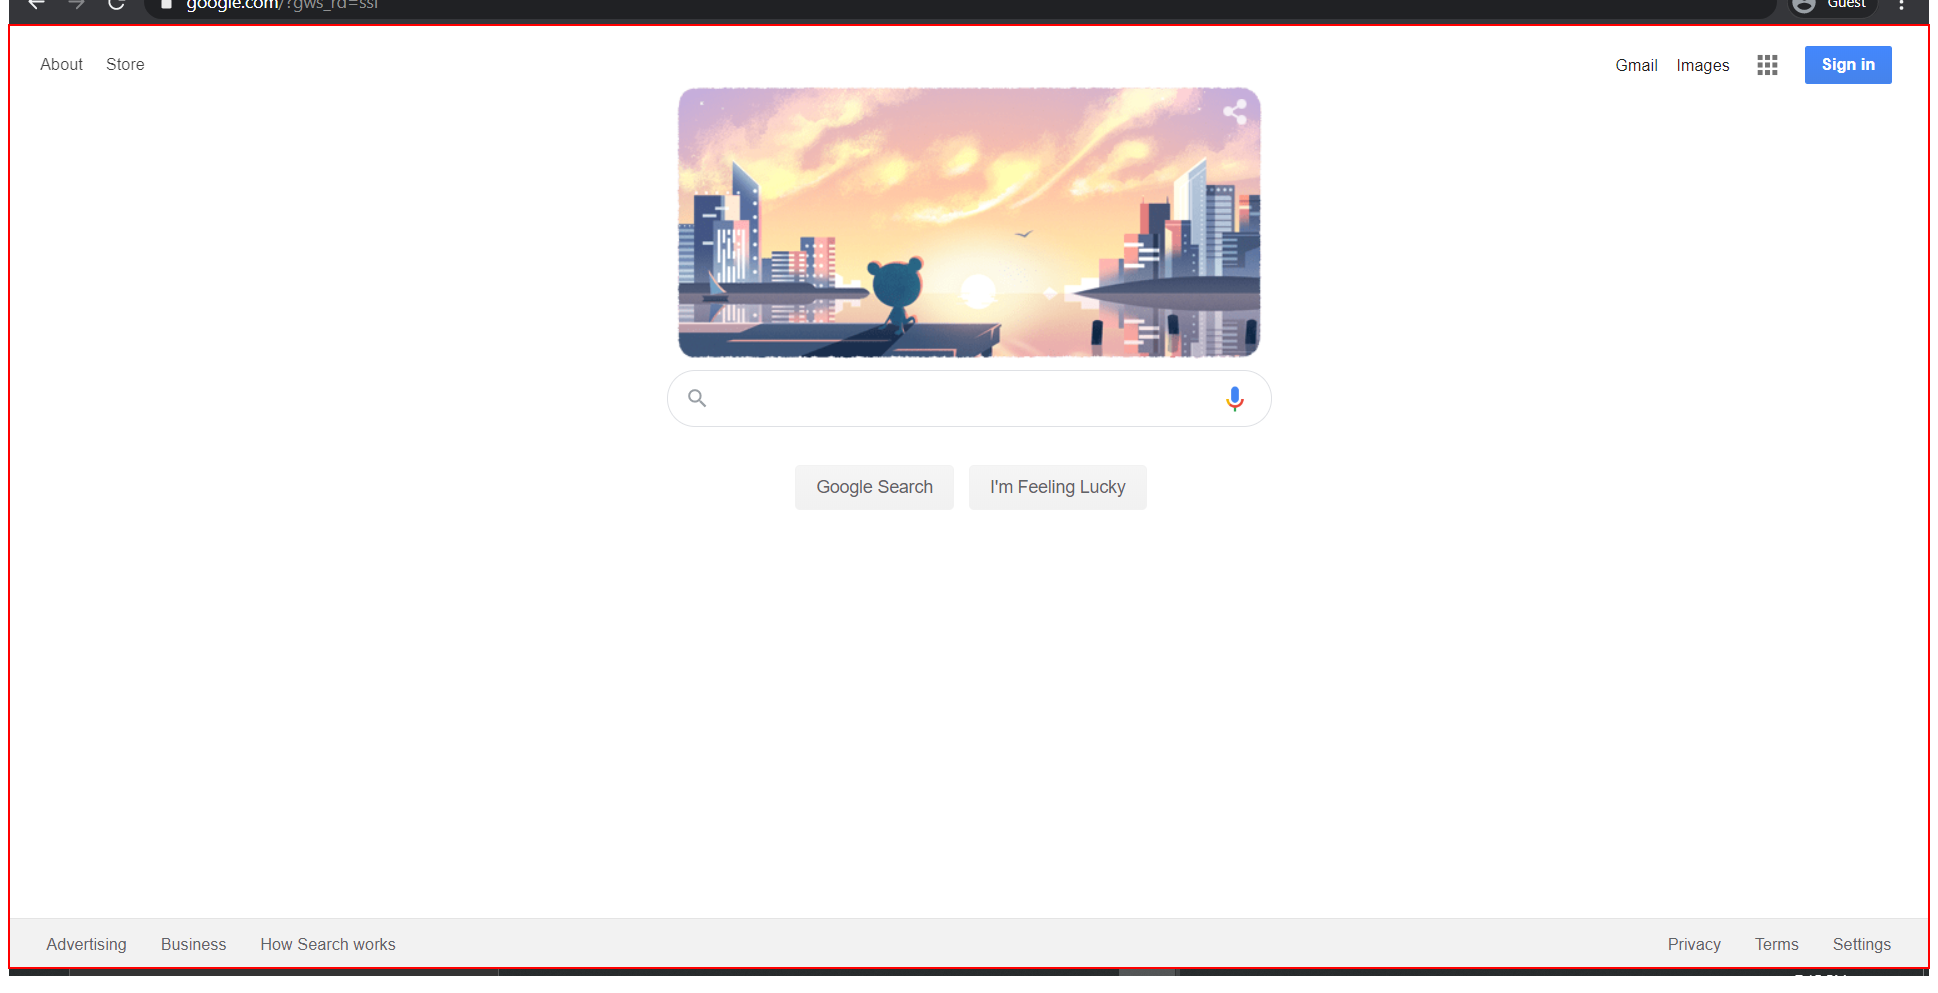 google.com/?gws_rd=ssl
Guest
About Store
Gmail Images Sign in
Google Search I'm Feeling Lucky
Advertising Business How Search works
Privacy Terms Settings